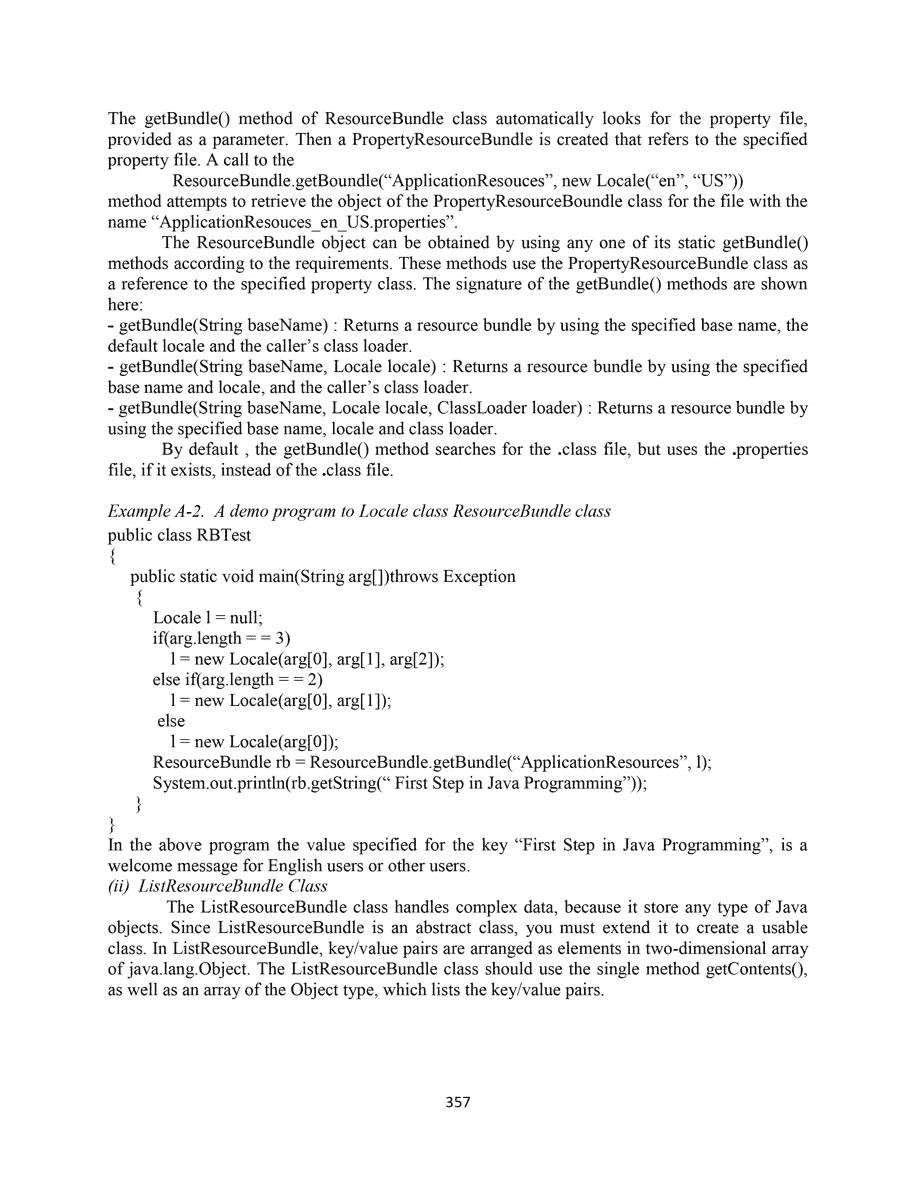 The getBundle() method of ResourceBundle class automatically looks for the property file,
provided as a parameter. Then a PropertyResourceBundle is created that refers to the specified
property file. A call to the
ResourceBundle.getBoundle(“ApplicationResouces”, new Locale(“en”, “US”))
method attempts to retrieve the object of the PropertyResourceBoundle class for the file with the
name “ApplicationResouces_en_US.properties”.
The ResourceBundle object can be obtained by using any one of its static getBundle()
methods according to the requirements. These methods use the PropertyResourceBundle class as
a reference to the specified property class. The signature of the getBundle() methods are shown
here:
- getBundle(String baseName) : Returns a resource bundle by using the specified base name, the
default locale and the caller’s class loader.
- getBundle(String baseName, Locale locale) : Returns a resource bundle by using the specified
base name and locale, and the caller’s class loader.
- getBundle(String baseName, Locale locale, ClassLoader loader) : Returns a resource bundle by
using the specified base name, locale and class loader.
By default , the getBundle() method searches for the .class file, but uses the .properties
file, if it exists, instead of the .class file.
Example A-2. A demo program to Locale class ResourceBundle class
public class RBTest
{
public static void main(String arg[])throws Exception
{
Locale l = null;
if(arg.length = = 3)
l = new Locale(arg[0], arg[1], arg[2]);
else if(arg.length = = 2)
l = new Locale(arg[0], arg[1]);
else
l = new Locale(arg[0]);
ResourceBundle rb = ResourceBundle.getBundle(“ApplicationResources”, l);
System.out.println(rb.getString(“ First Step in Java Programming”));
}
}
In the above program the value specified for the key “First Step in Java Programming”, is a
welcome message for English users or other users.
(ii) ListResourceBundle Class
The ListResourceBundle class handles complex data, because it store any type of Java
objects. Since ListResourceBundle is an abstract class, you must extend it to create a usable
class. In ListResourceBundle, key/value pairs are arranged as elements in two-dimensional array
of java.lang.Object. The ListResourceBundle class should use the single method getContents(),
as well as an array of the Object type, which lists the key/value pairs.
357